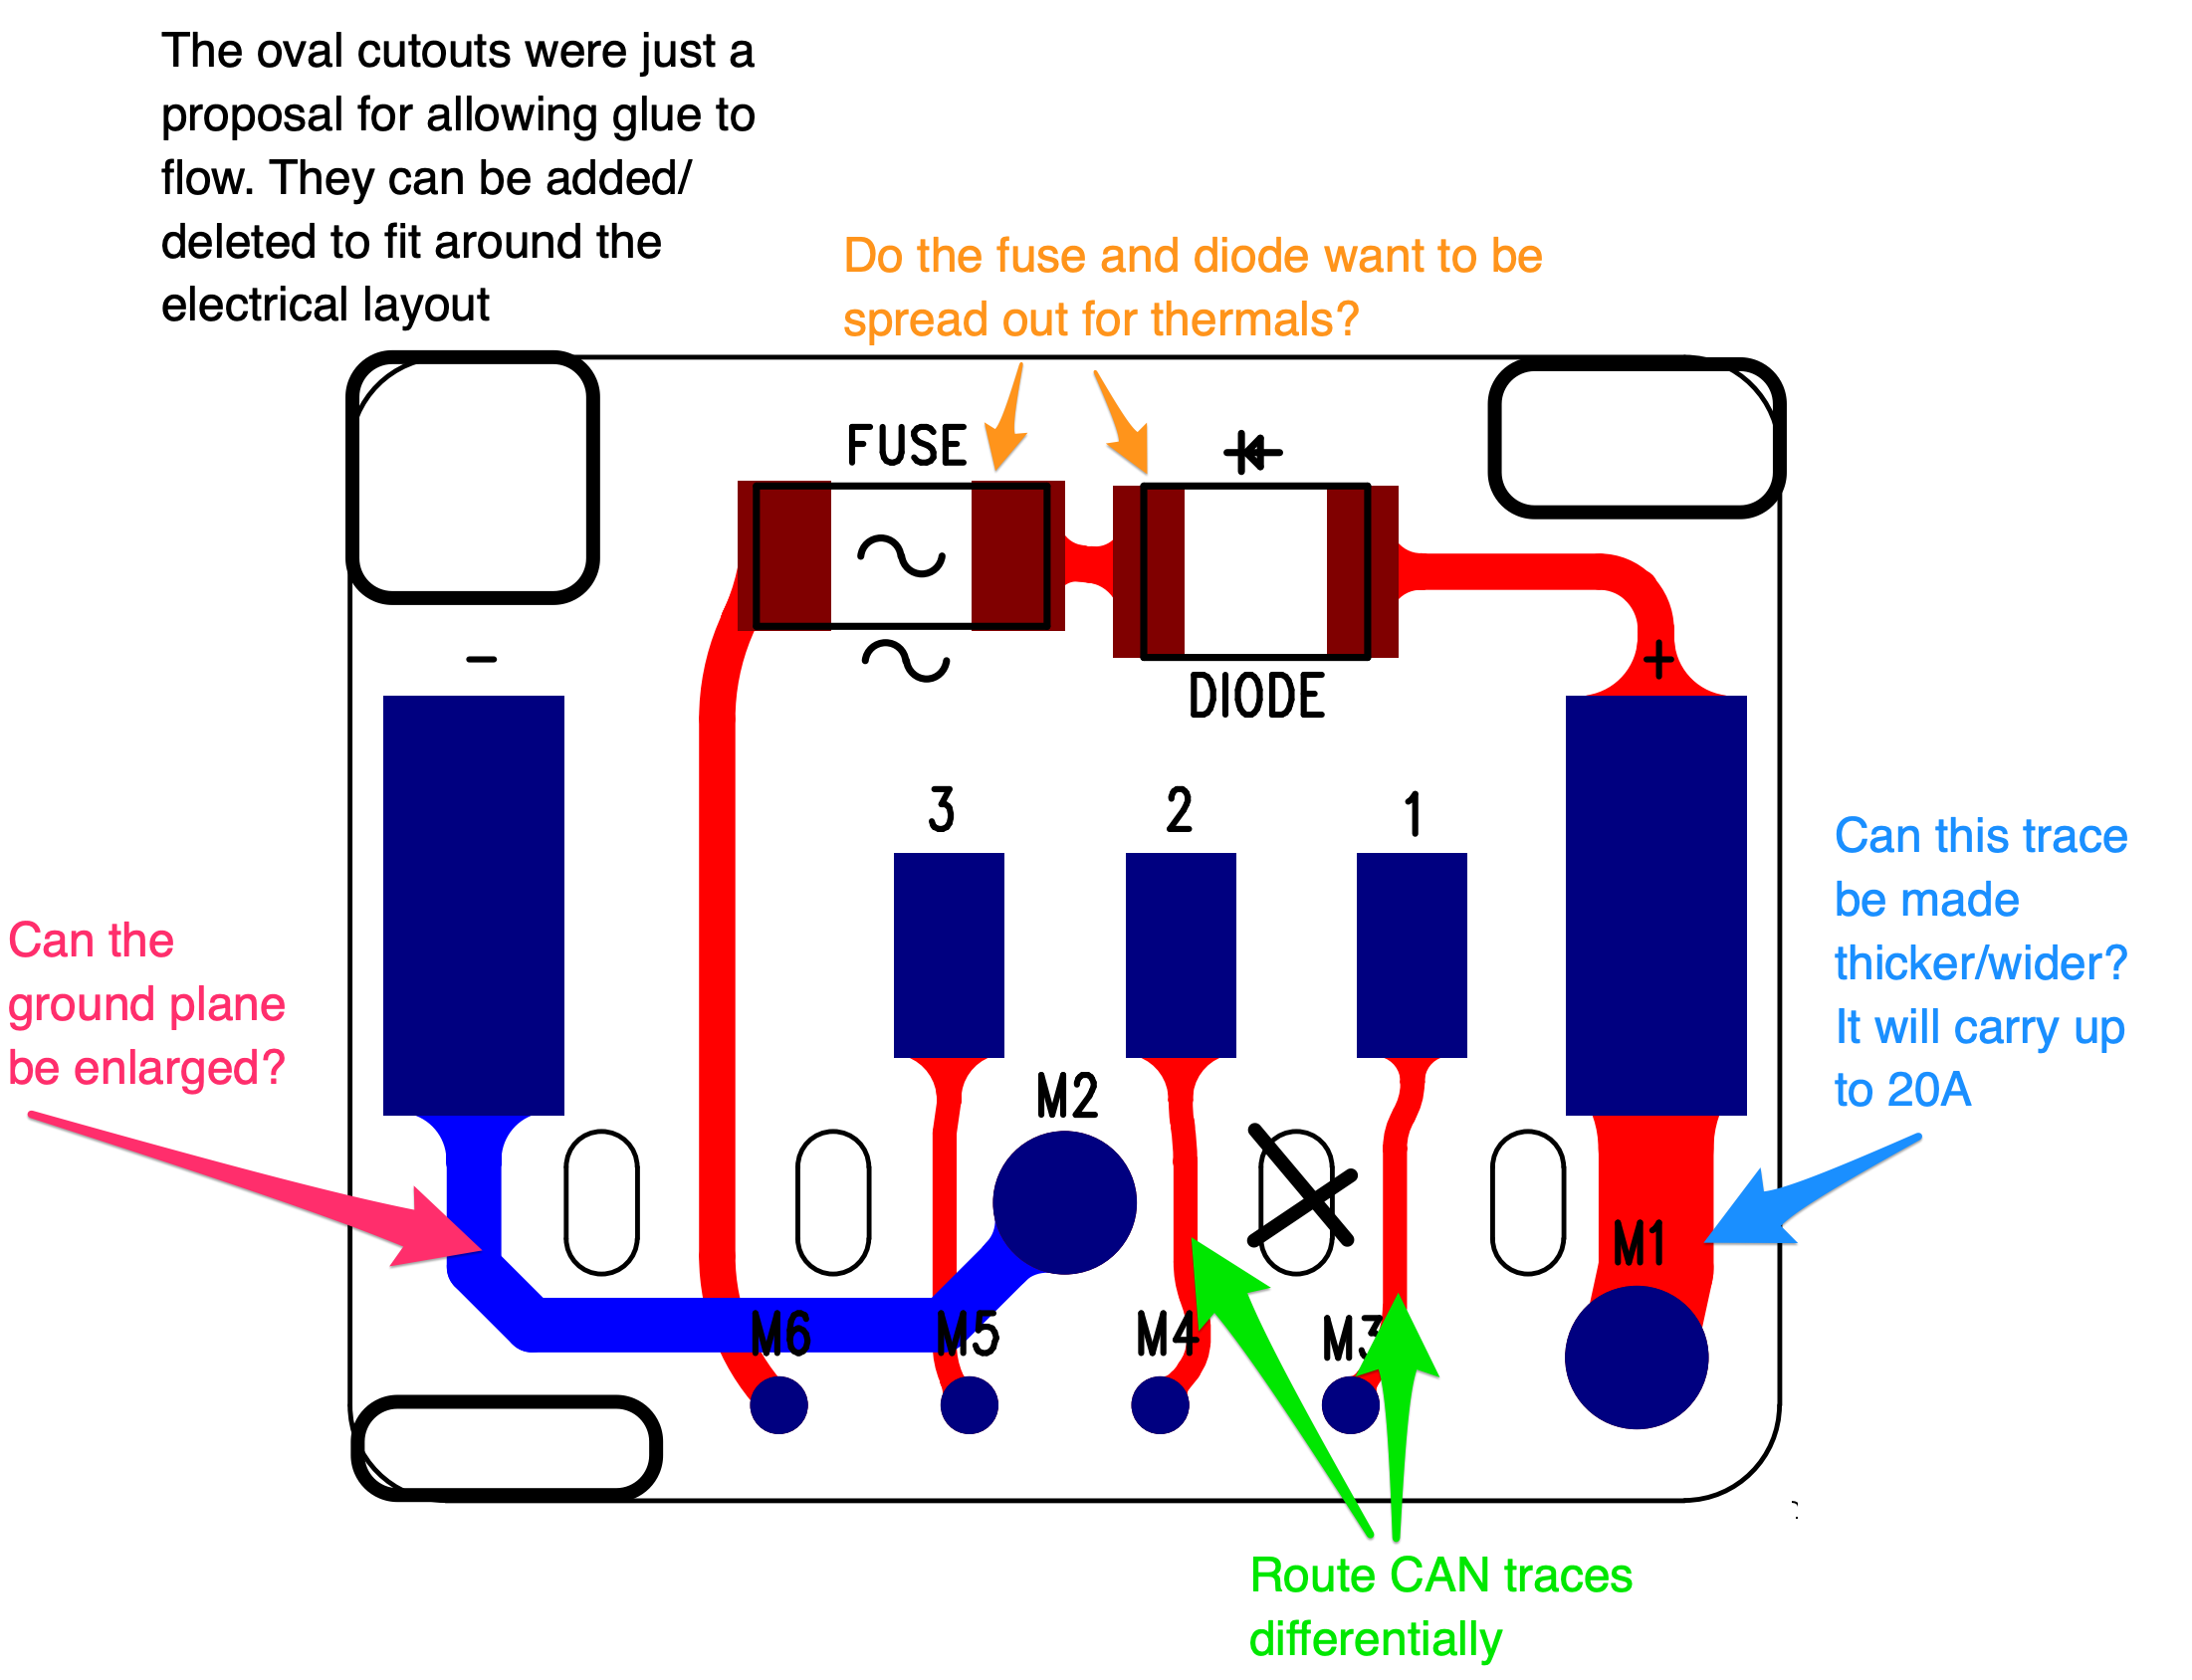 The oval cutouts were just a
proposal for allowing glue to
flow. They can be added/
deleted to fit around the
electrical layout
Do the fuse and diode want to be
spread out for thermals?
FUSE
-
+
DIODE
3
2
1
Can this trace
be made
thicker/wider?
It will carry up
to 20A
Can the
ground plane
be enlarged?
M2
M1
M6
M5
M4
M3
Route CAN traces
differentially